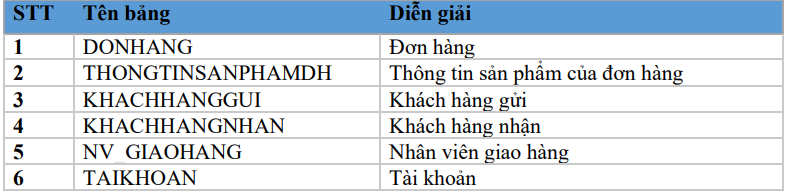 STT Tên bảng Diễn giải
1 DONHANG Đơn hàng
2 THONGTINSANPHAMDH Thông tin sản phẩm của đơn hàng
3 KHACHHANGGUI Khách hàng gửi
4 KHACHHANGNHAN Khách hàng nhận
5 NV_GIAOHANG Nhân viên giao hàng
6 TAIKHOAN Tài khoản